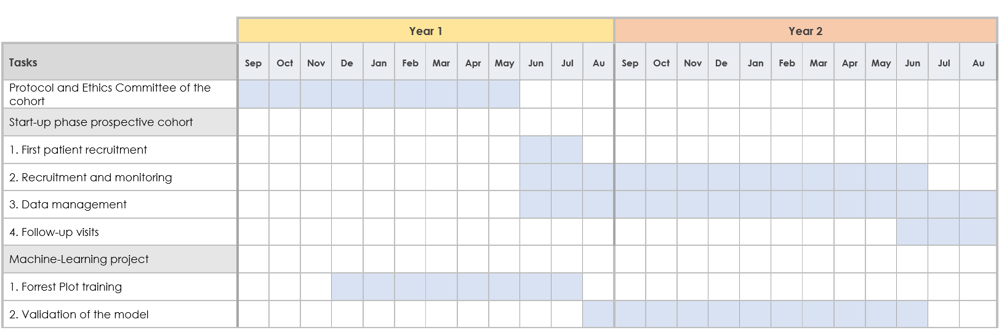 Year 1 Year 2
Tasks Sep Oct Nov De Jan Feb Mar Apr May Jun Jul Au Sep Oct Nov De Jan Feb Mar Apr May Jun Jul Au
Protocol and Ethics Committee of the
cohort
Start-up phase prospective cohort
1. First patient recruitment
2. Recruitment and monitoring
3. Data management
4. Follow-up visits
Machine-Learning project
1. Forrest Plot training
2. Validation of the model